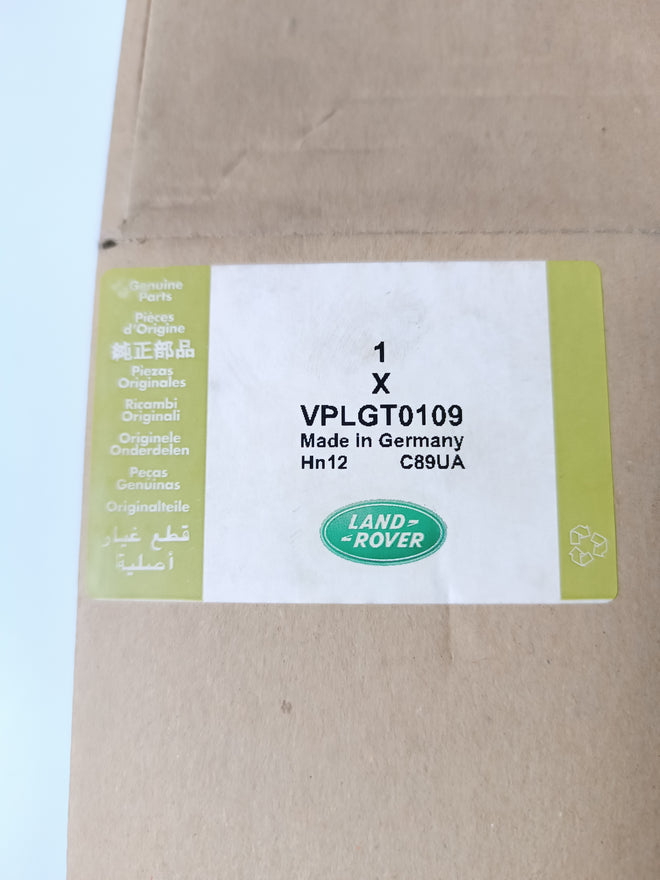 Genuine
Parts
Pièces
d'Origine
純正部品
Piezas
Originales
Ricambi
Originali
Originele
Onderdelen
Peças
Genuinas
Originalteile
قطع غيار
أصلية
1
X
VPLGT0109
Made in Germany
Hn12 C89UA
LAND-
-ROVER